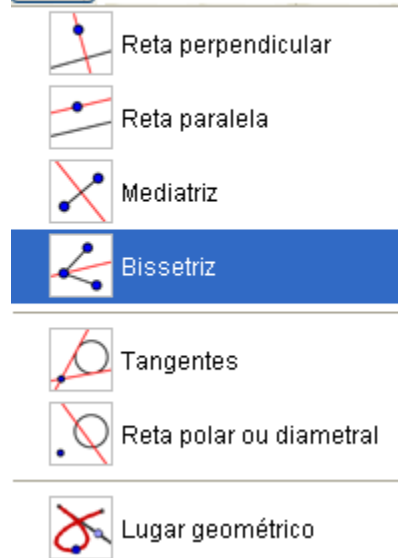 Reta perpendicular
Reta paralela
Mediatriz
Bissetriz
Tangentes
Reta polar ou diametral
Lugar geométrico